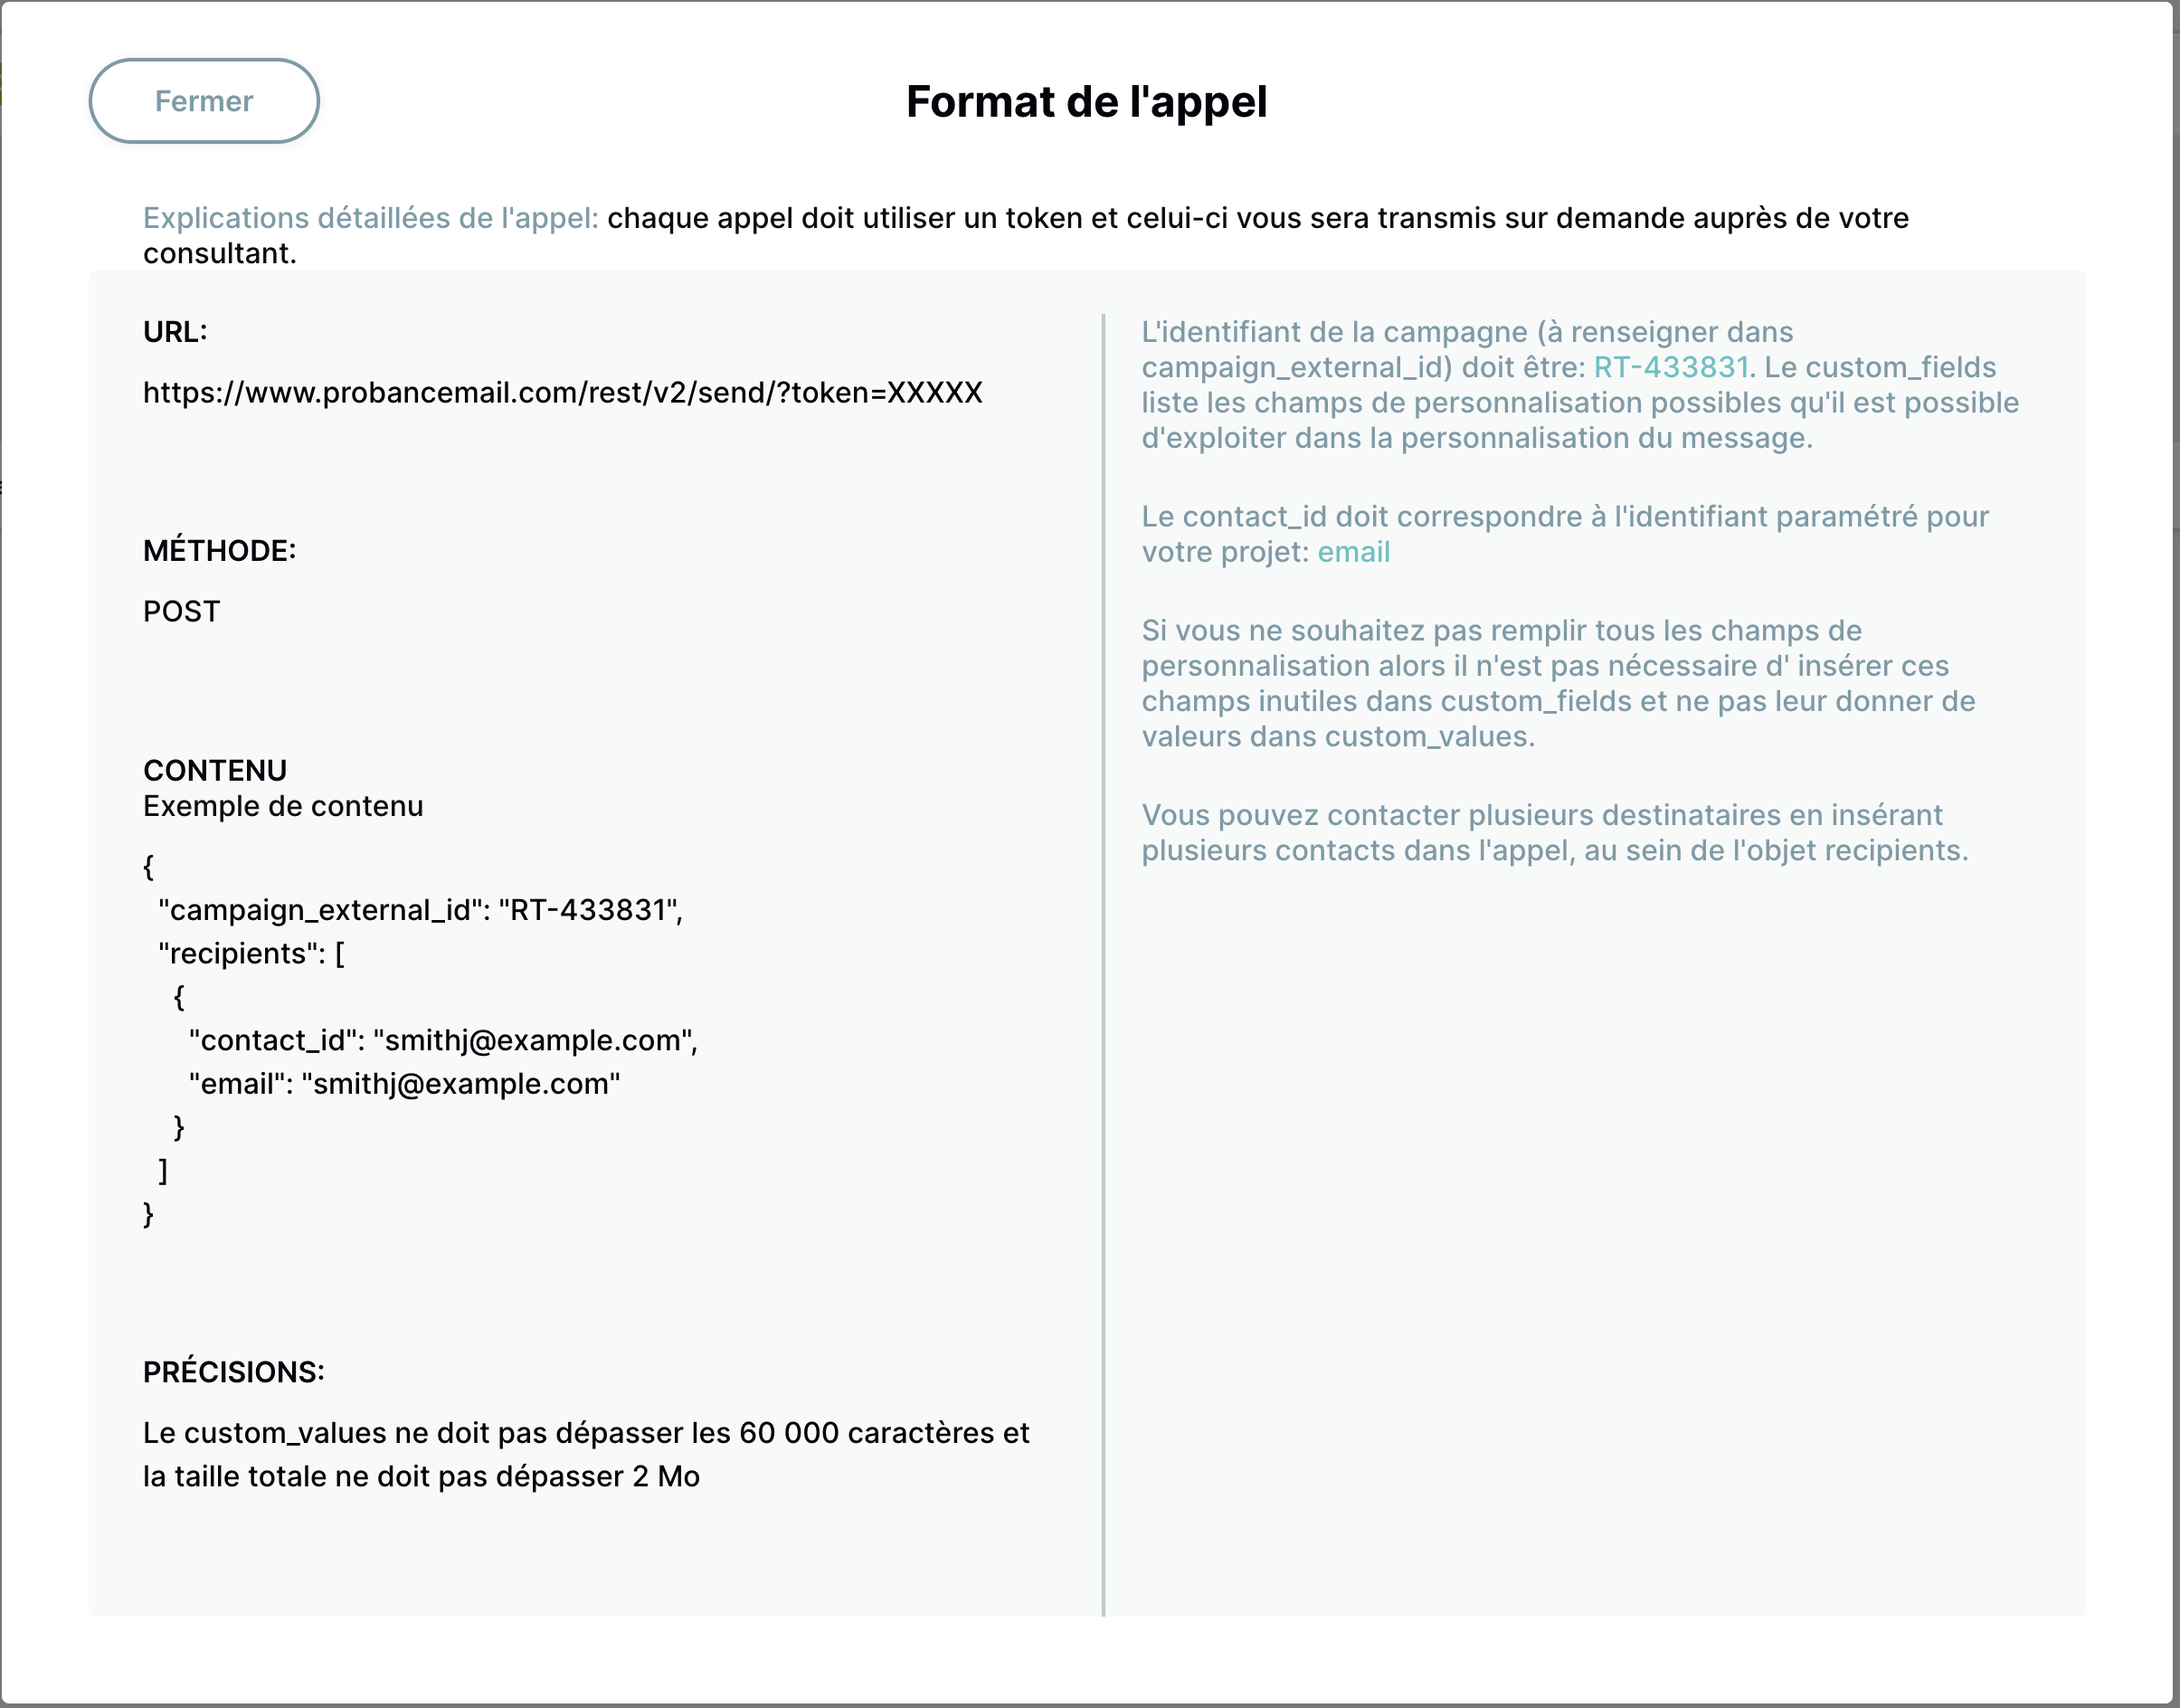 Fermer
Format de l'appel
Explications détaillées de l'appel: chaque appel doit utiliser un token et celui-ci vous sera transmis sur demande auprès de votre
consultant.
URL:
https://www.probancemail.com/rest/v2/send/?token=XXXXX
MÉTHODE:
POST
CONTENU
Exemple de contenu
{
"campaign_external_id": "RT-433831",
"recipients": [
{
"contact_id": "smithj@example.com",
"email": "smithj@example.com"
}
]
}
PRÉCISIONS:
Le custom_values ne doit pas dépasser les 60 000 caractères et
la taille totale ne doit pas dépasser 2 Mo
L'identifiant de la campagne (à renseigner dans
campaign_external_id) doit être: RT-433831. Le custom_fields
liste les champs de personalisation possibles qu'il est possible
d'exploiter dans la personnalisation du message.
Le contact_id doit correspondre à l'identifiant paramétré pour
votre projet: email
Si vous ne souhaitez pas remplir tous les champs de
personnalisation alors il n'est pas nécessaire d' insérer ces
champs inutiles dans custom_fields et ne pas leur donner de
valeurs dans custom_values.
Vous pouvez contacter plusieurs destinataires en insérant
plusieurs contacts dans l'appel, au sein de l'objet recipients.